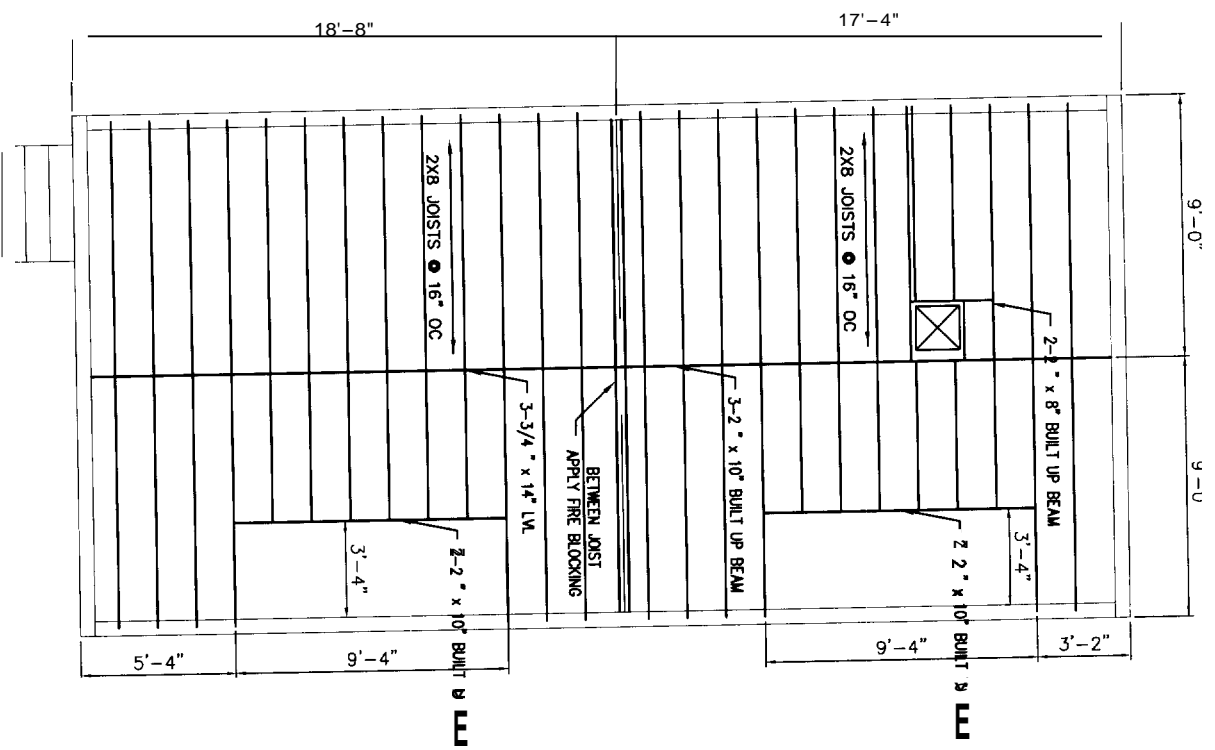 18'-8"
17'-4"
2X8 JOISTS @ 16" OC
2X8 JOISTS @ 16" OC
9'-0"
2-2 " x 8" BUILT UP BEAM
3-3/4 " x 14" LVL
APPLY FIRE BLOCKING
BETWEEN JOIST
3-2 " x 10" BUILT UP BEAM
9'-0
3'-4"
2-2 " x 10" BUILT
3'-4"
2 2 " x 10" BUILT
5'-4"
9'-4"
9'-4"
3'-2"
E
E